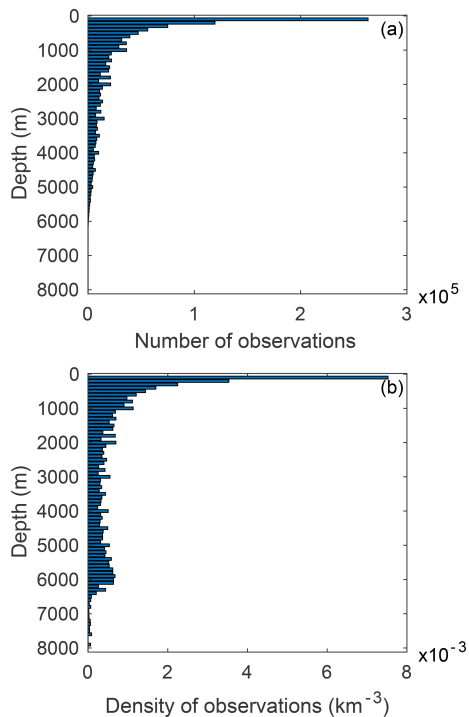 0
(a)
1000
2000
3000
4000
5000
6000
7000
8000
Depth (m)
0 1 2 3
x10^5
Number of observations
0
(b)
1000
2000
3000
4000
5000
6000
7000
8000
Depth (m)
0 2 4 6 8
x10^-3
Density of observations (km^-3)